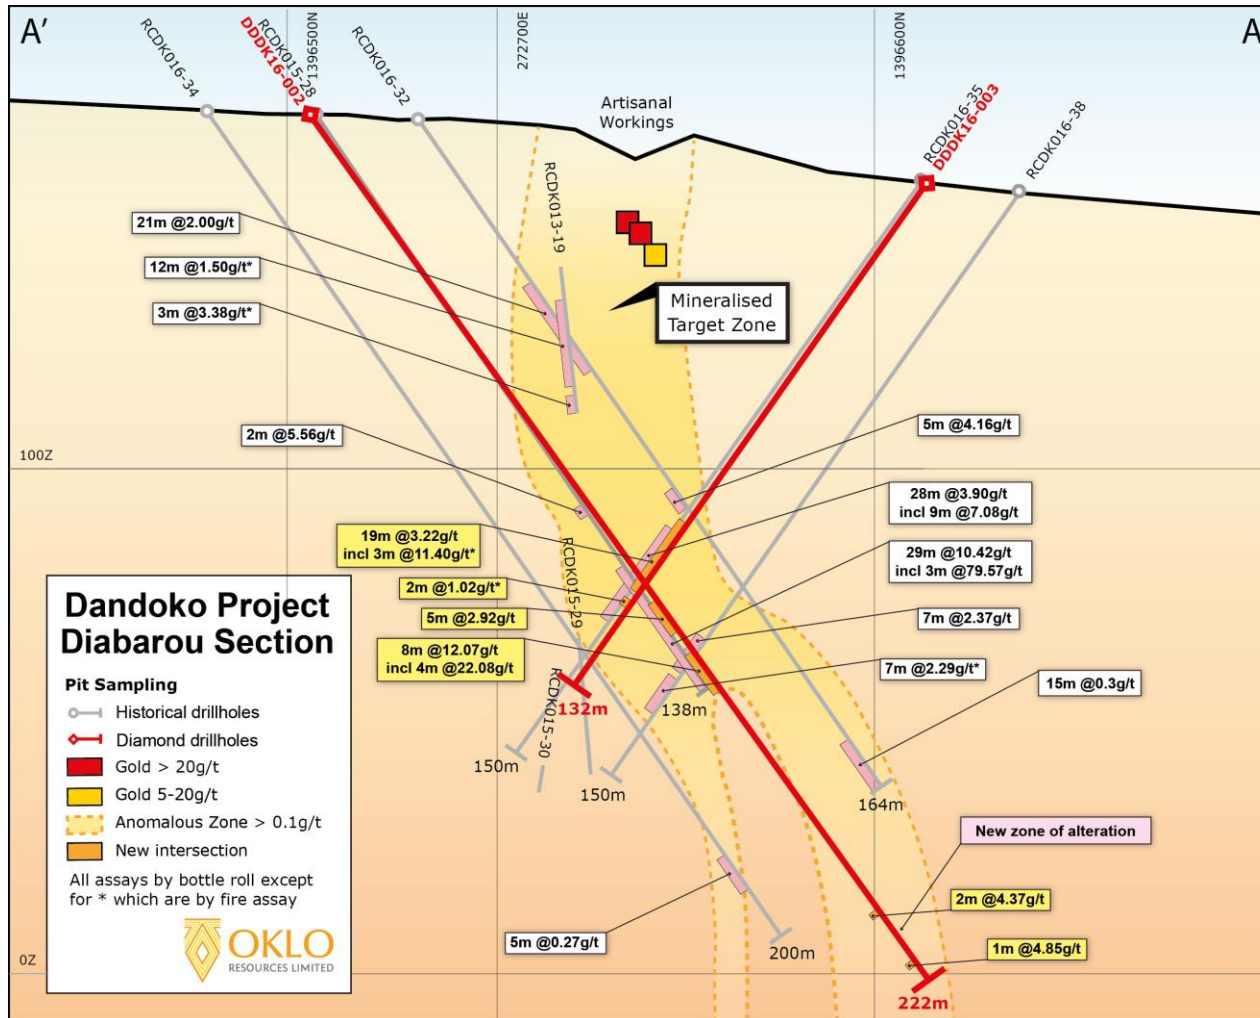 A'
A
RCDK016-34
DDDK16-002
RCDK015-28
1396500N
RCDK016-32
272700E
Artisanal
Workings
1396600N
RCDK016-35
DDDK16-003
RCDK016-38
RCDK013-19
21m @2.00g/t
12m @1.50g/t*
3m @3.38g/t*
Mineralised
Target Zone
2m @5.56g/t
5m @4.16g/t
100Z
28m @3.90g/t
incl 9m @7.08g/t
19m @3.22g/t
incl 3m @11.40g/t*
29m @10.42g/t
incl 3m @79.57g/t
2m @1.02g/t*
RCDK015-29
5m @2.92g/t
7m @2.37g/t
8m @12.07g/t
incl 4m @22.08g/t
7m @2.29g/t*
15m @0.3g/t
RCDK015-30
132m
138m
150m
150m
164m
New zone of alteration
2m @4.37g/t
5m @0.27g/t
200m
1m @4.85g/t
0Z
222m
Dandoko Project
Diabarou Section
Pit Sampling
Historical drillholes
Diamond drillholes
Gold > 20g/t
Gold 5-20g/t
Anomalous Zone > 0.1g/t
New intersection
All assays by bottle roll except
for * which are by fire assay
OKLO
RESOURCES LIMITED